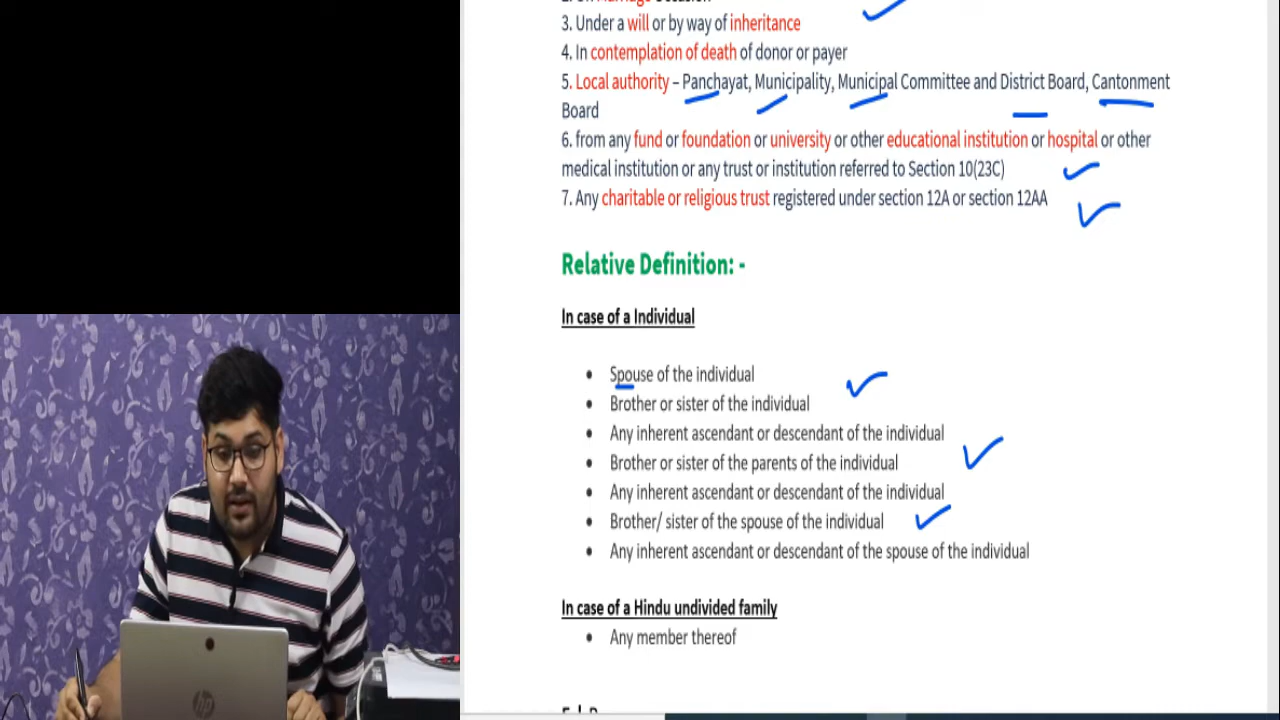 3. Under a will or by way of inheritance
4. In contemplation of death of donor or payer
5. Local authority – Panchayat, Municipality, Municipal Committee and District Board, Cantonment
Board
6. from any fund or foundation or university or other educational institution or hospital or other
medical institution or any trust or institution referred to Section 10(23C)
7. Any charitable or religious trust registered under section 12A or section 12AA
Relative Definition: -
In case of a Individual
Spouse of the individual
Brother or sister of the individual
Any inherent ascendant or descendant of the individual
Brother or sister of the parents of the individual
Any inherent ascendant or descendant of the individual
Brother/ sister of the spouse of the individual
Any inherent ascendant or descendant of the spouse of the individual
In case of a Hindu undivided family
Any member thereof
hp